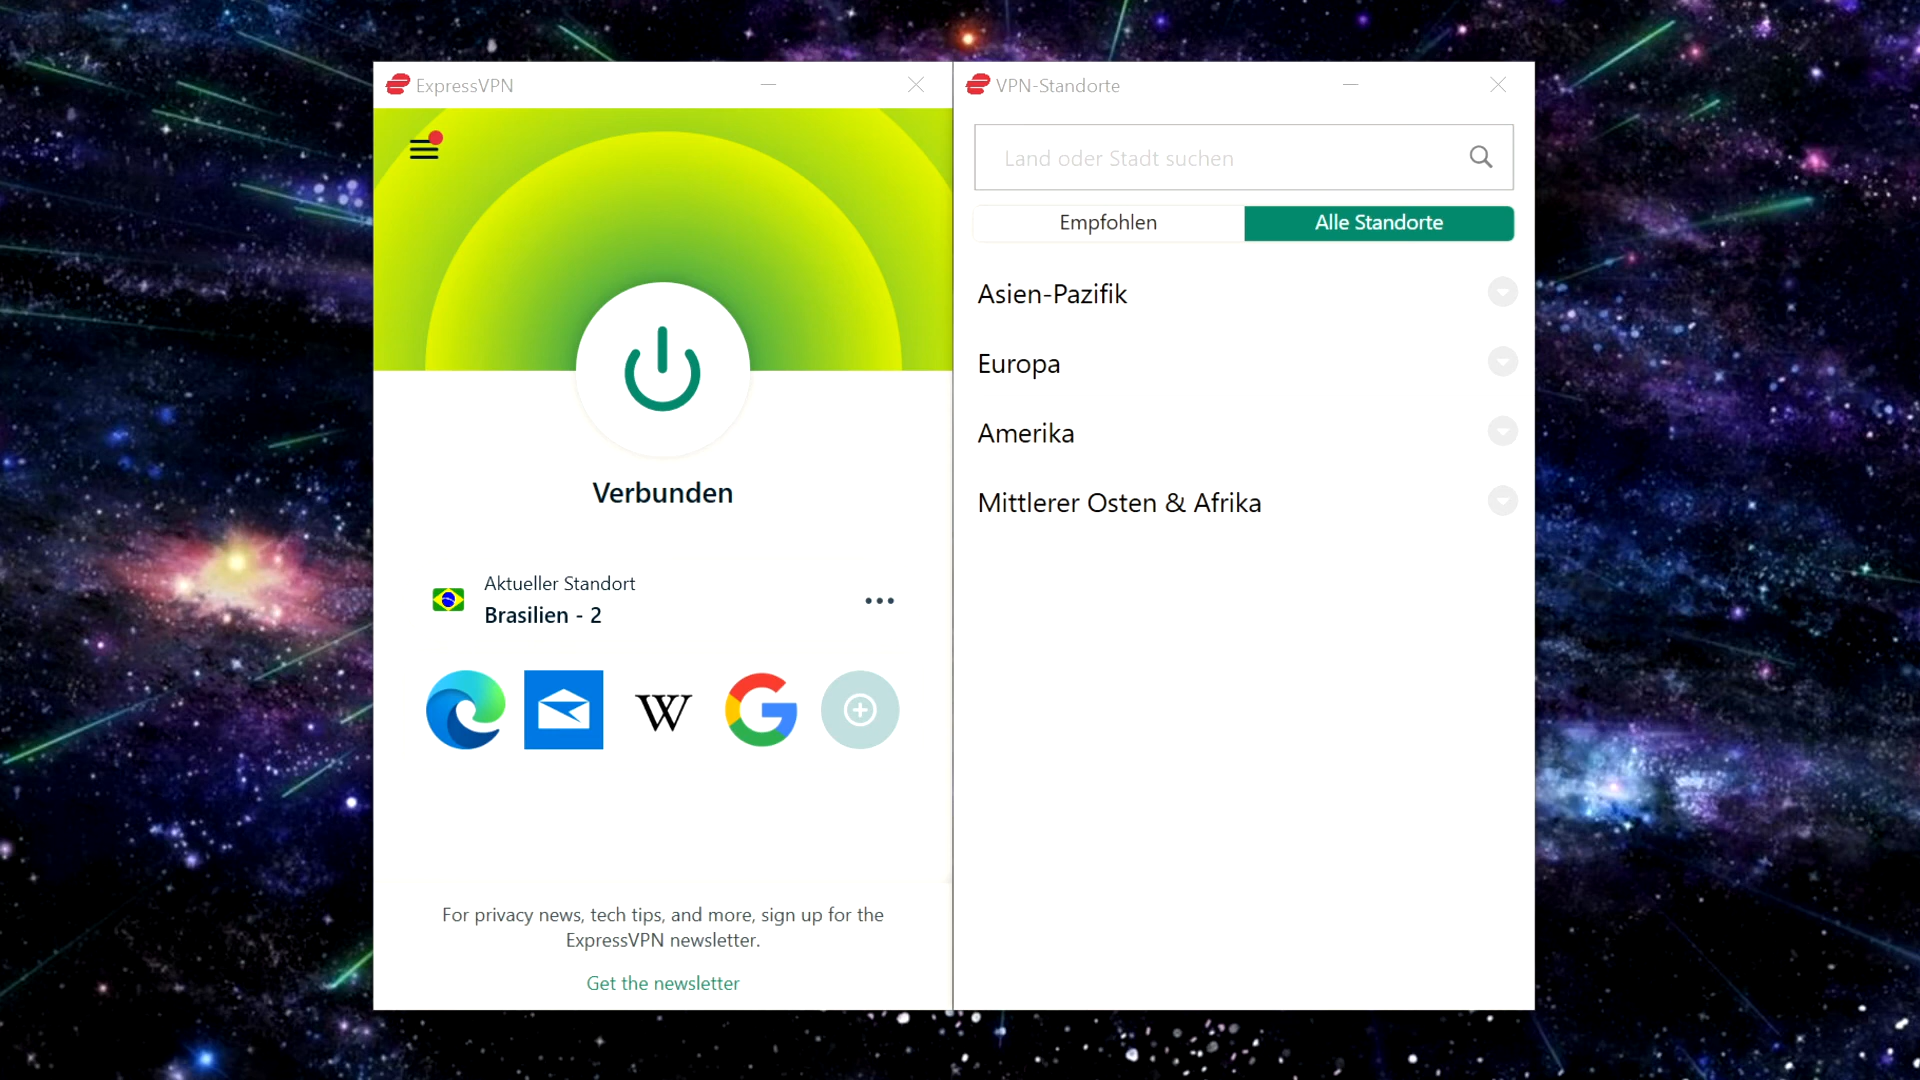 ExpressVPN
Verbunden
Aktueller Standort
Brasilien - 2
W
G
For privacy news, tech tips, and more, sign up for the
ExpressVPN newsletter.
Get the newsletter
VPN-Standorte
Land oder Stadt suchen
Empfohlen
Alle Standorte
Asien-Pazifik
Europa
Amerika
Mittlerer Osten & Afrika